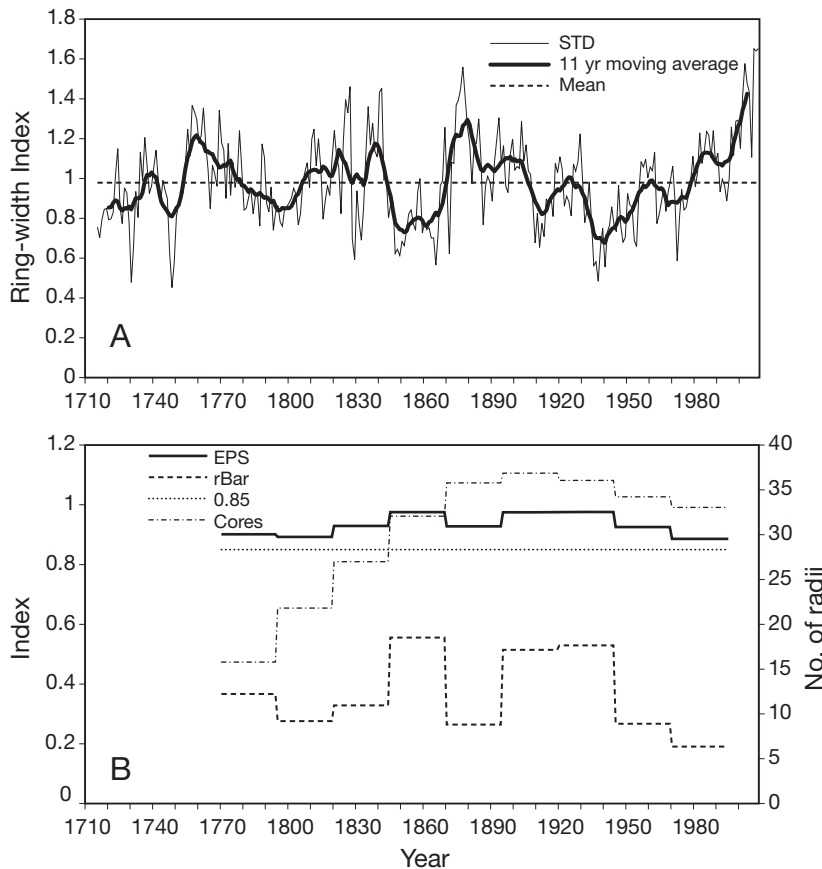 1.8
1.6
1.4
1.2
1
0.8
0.6
0.4
0.2
0
Ring-width Index
STD
11 yr moving average
Mean
A
1710 1740 1770 1800 1830 1860 1890 1920 1950 1980
1.2
1
0.8
0.6
0.4
0.2
0
Index
EPS
rBar
0.85
Cores
B
40
35
30
25
20
15
10
5
0
No. of radii
1710 1740 1770 1800 1830 1860 1890 1920 1950 1980
Year